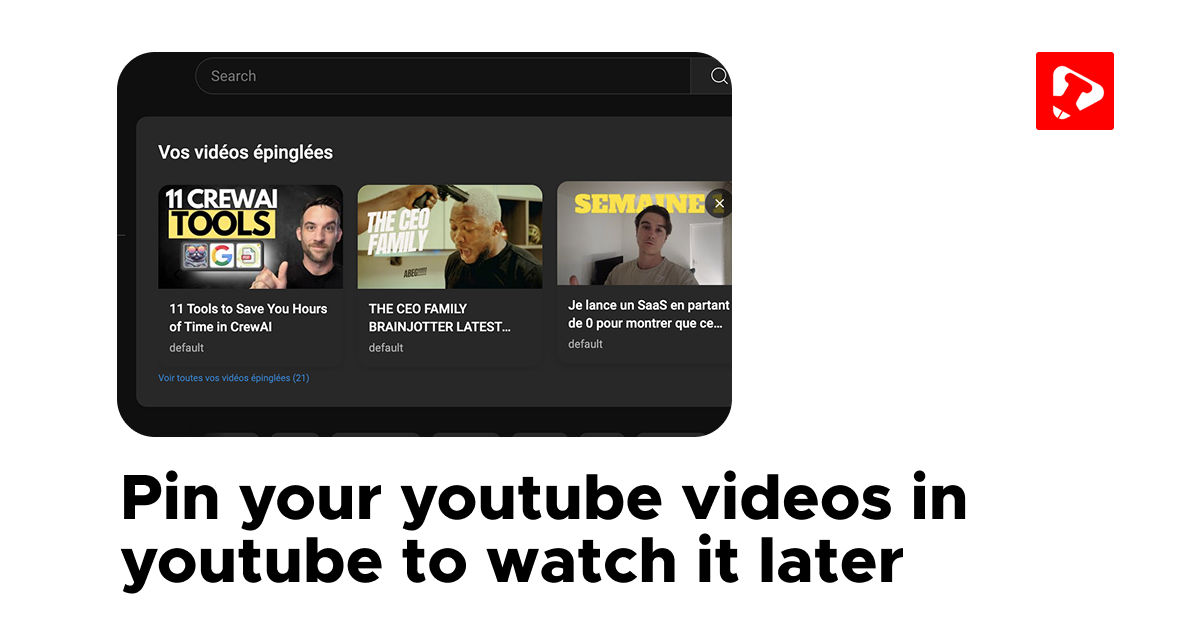 Search
Vos vidéos épinglées
11 CREWAI
TOOLS
THE CEO
FAMILY
SEMAINE
11 Tools to Save You Hours
of Time in CrewAI
default
THE CEO FAMILY
BRAINJOTTER LATEST...
default
Je lance un SaaS en partant
de 0 pour montrer que ce...
default
Voir toutes vos vidéos épinglées (21)
Pin your youtube videos in
youtube to watch it later